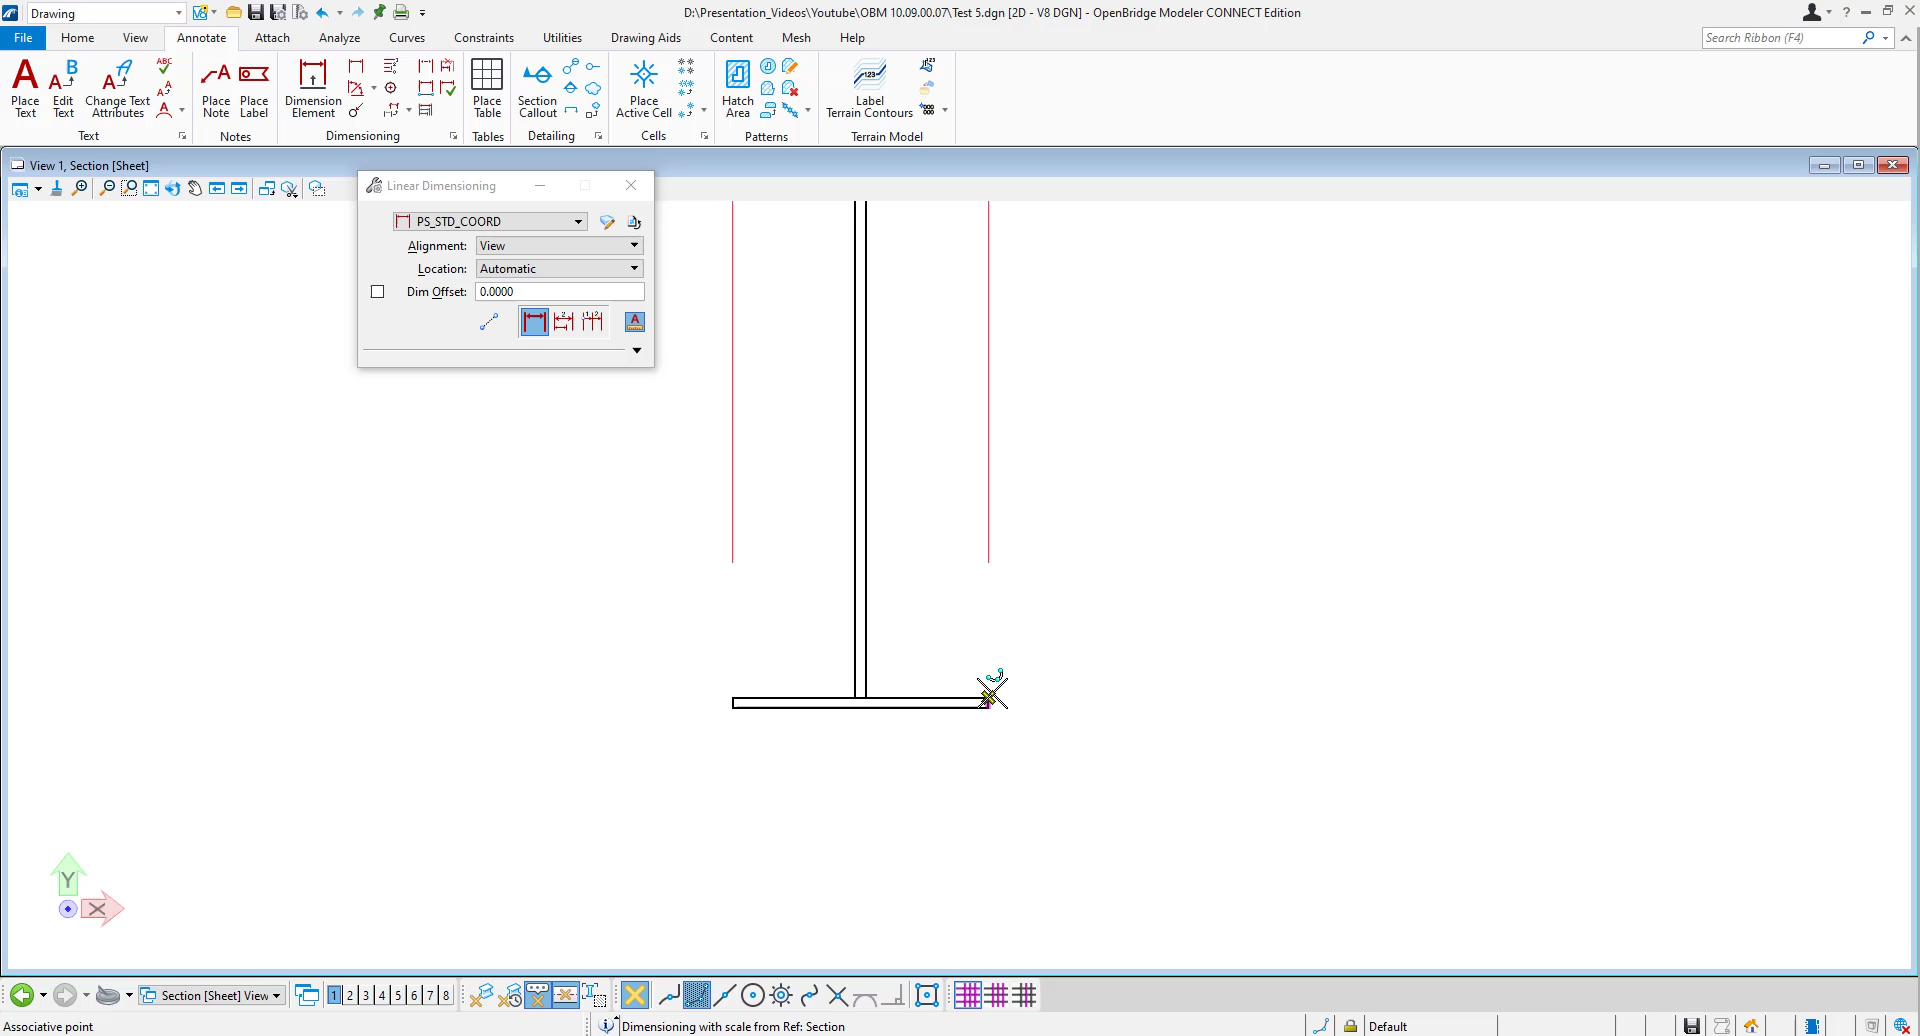 Drawing
D:\Presentation_Videos\Youtube\OBM 10.09.00.07\Test 5.dgn [2D - V8 DGN] - OpenBridge Modeler CONNECT Edition
File Home View Annotate Attach Analyze Curves Constraints Utilities Drawing Aids Content Mesh Help
Search Ribbon (F4)
Place Text
Edit Text
Change Text Attributes
Place Note
Place Label
Dimension Element
Place Table
Section Callout
Place Active Cell
Hatch Area
Label Terrain Contours
Text Notes Dimensioning Tables Detailing Cells Patterns Terrain Model
View 1, Section [Sheet]
Linear Dimensioning
PS_STD_COORD
Alignment: View
Location: Automatic
Dim Offset: 0.0000
Y
X
Section [Sheet] View
1 2 3 4 5 6 7 8
Associative point
Dimensioning with scale from Ref: Section
Default